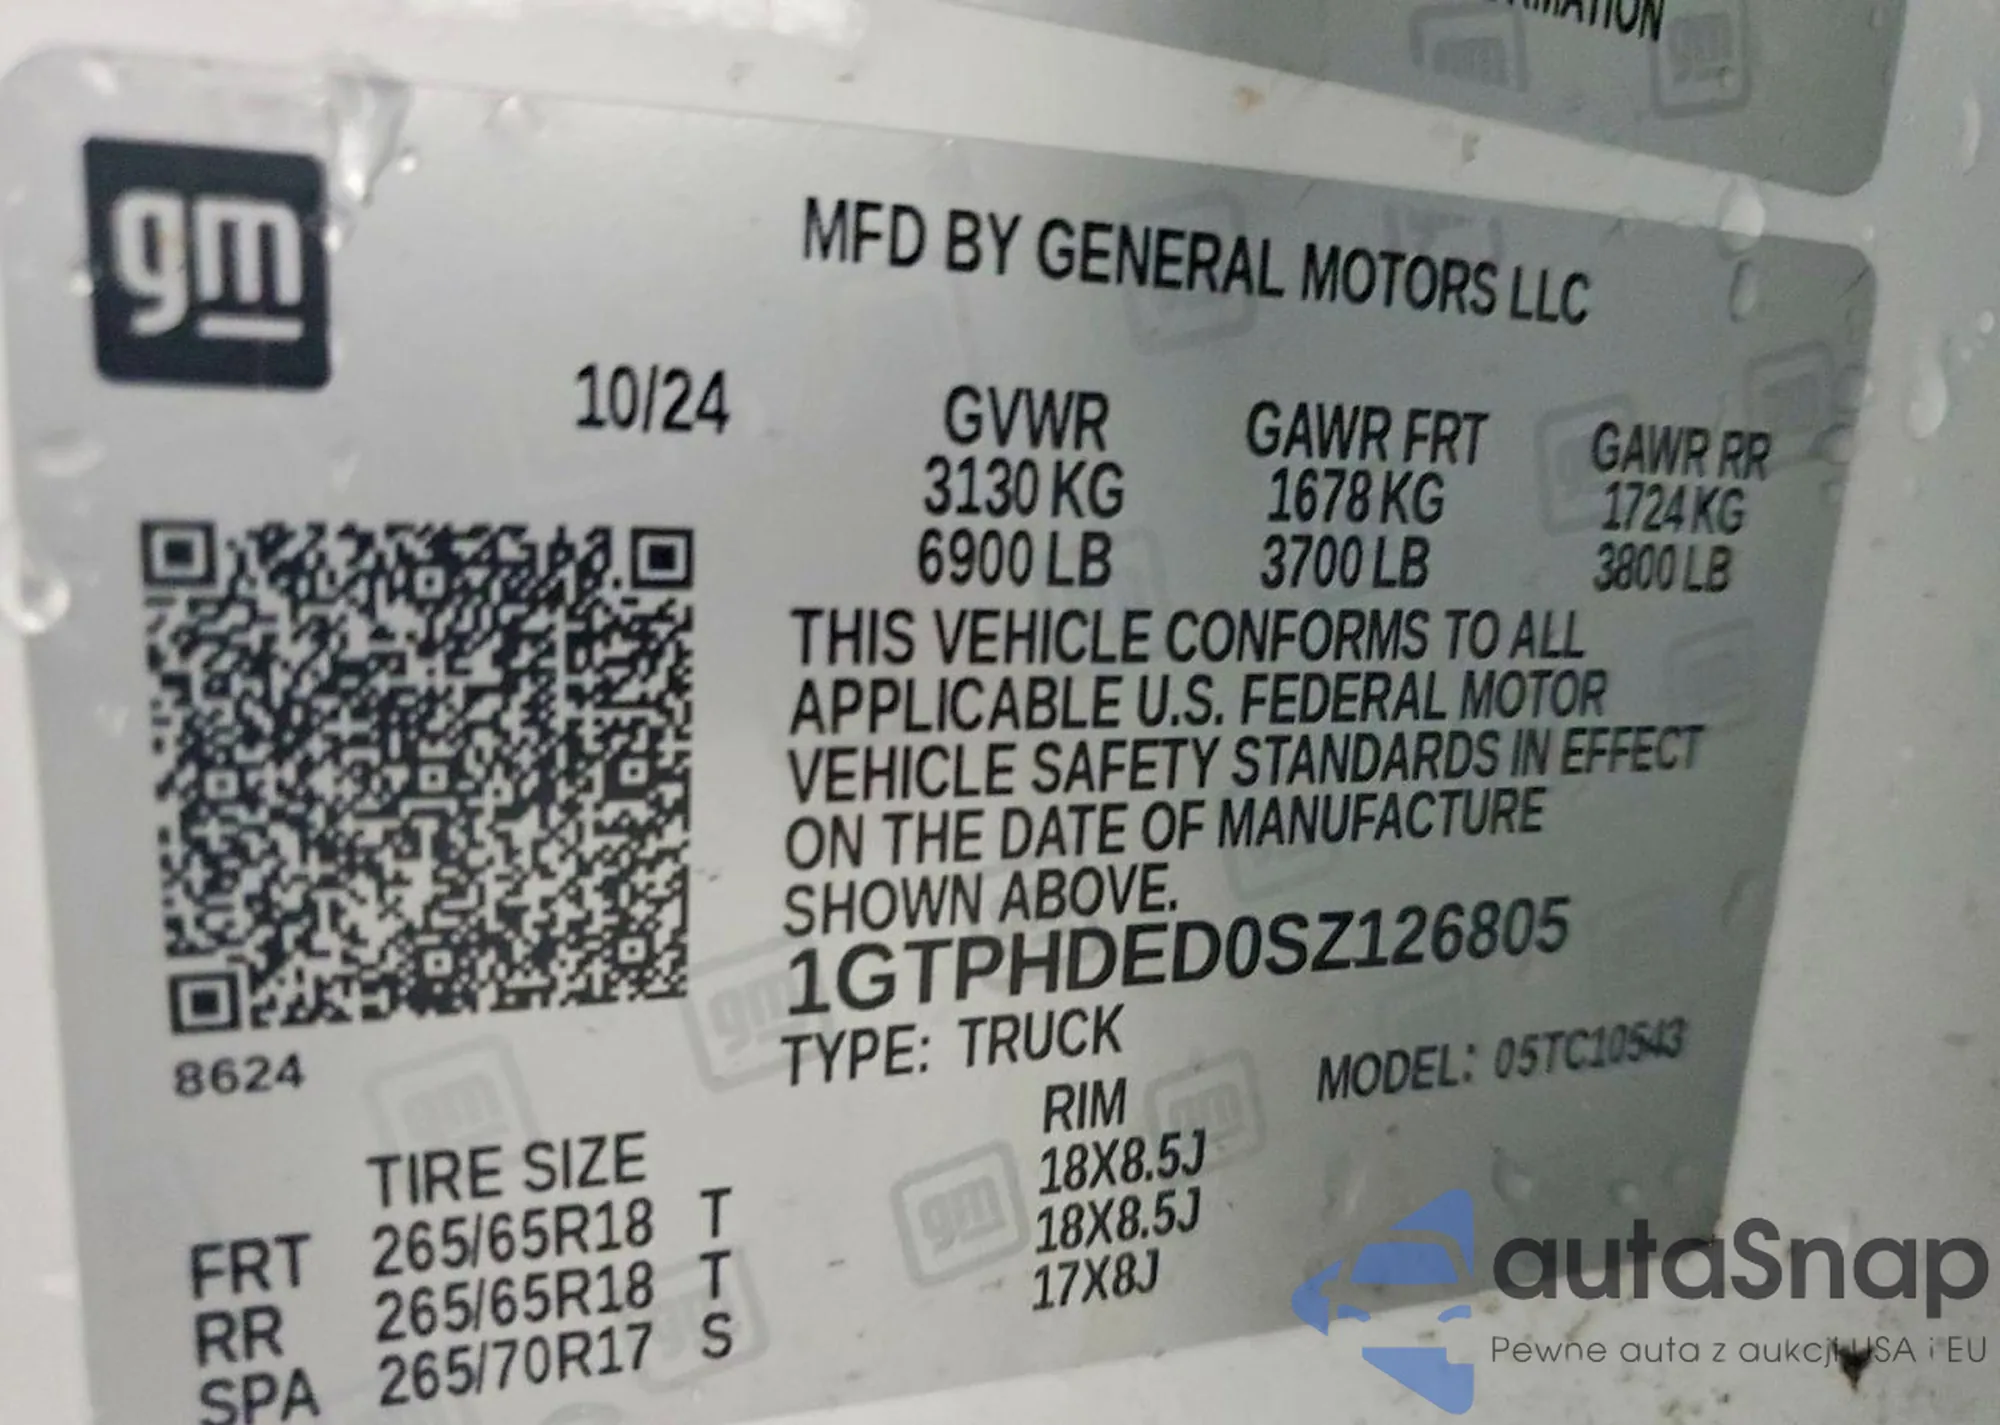 RMATION
gm
MFD BY GENERAL MOTORS LLC
10/24
GVWR GAWR FRT GAWR RR
3130 KG 1678 KG 1724 KG
6900 LB 3700 LB 3800 LB
THIS VEHICLE CONFORMS TO ALL
APPLICABLE U.S. FEDERAL MOTOR
VEHICLE SAFETY STANDARDS IN EFFECT
ON THE DATE OF MANUFACTURE
SHOWN ABOVE.
1GTPHDED0SZ126805
TYPE: TRUCK MODEL: 05TC10543
8624
TIRE SIZE RIM
FRT 265/65R18 T 18X8.5J
RR 265/65R18 T 18X8.5J
SPA 265/70R17 S 17X8J
autaSnap
Pewne auta z aukcji USA i EU